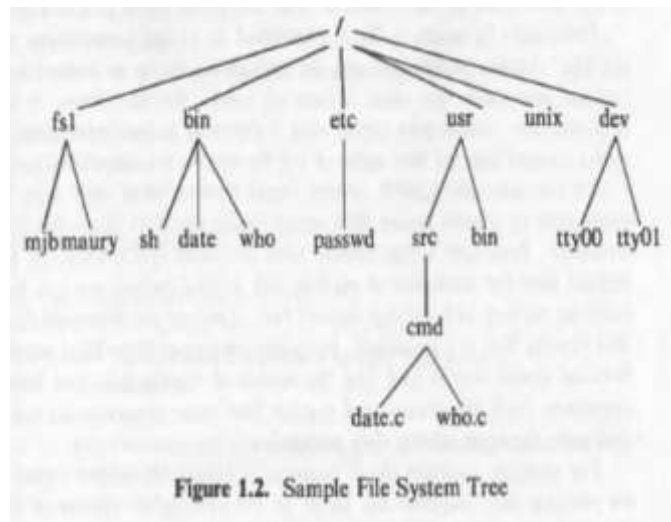 /
fs1 bin etc usr unix dev
mjb maury sh date who passwd src bin tty00 tty01
cmd
date.c who.c
Figure 1.2. Sample File System Tree